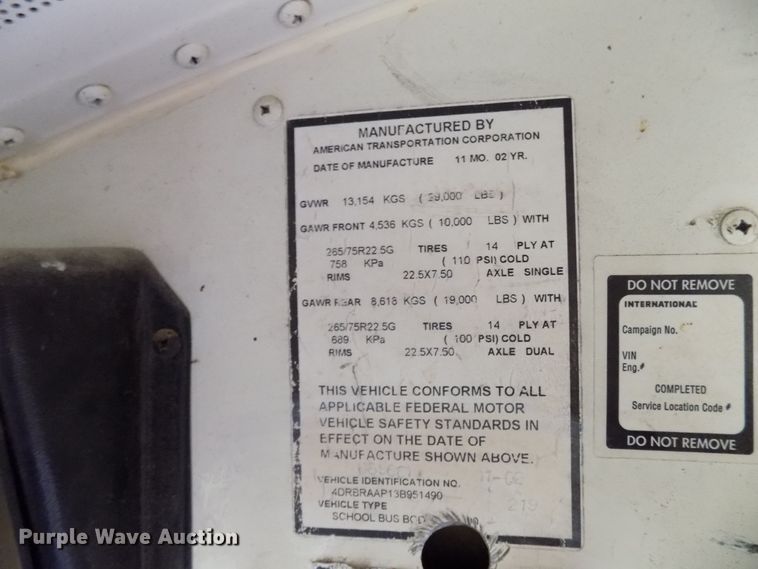 MANUFACTURED BY
AMERICAN TRANSPORTATION CORPORATION
DATE OF MANUFACTURE 11 MO. 02 YR.
GVWR 13,154 KGS ( 29,000 LBS )
GAWR FRONT 4,536 KGS ( 10,000 LBS ) WITH
265/75R22.5G TIRES 14 PLY AT
758 KPa ( 110 PSI) COLD
RIMS 22.5X7.50 AXLE SINGLE
GAWR REAR 8,618 KGS ( 19,000 LBS ) WITH
265/75R22.5G TIRES 14 PLY AT
689 KPa ( 100 PSI) COLD
RIMS 22.5X7.50 AXLE DUAL
THIS VEHICLE CONFORMS TO ALL
APPLICABLE FEDERAL MOTOR
VEHICLE SAFETY STANDARDS IN
EFFECT ON THE DATE OF
MANUFACTURE SHOWN ABOVE.
VEHICLE IDENTIFICATION NO.
4DRBRAAP13B951490
VEHICLE TYPE 219
SCHOOL BUS
DO NOT REMOVE
INTERNATIONAL
Campaign No.
VIN
Eng.#
COMPLETED
Service Location Code #
DO NOT REMOVE
Purple Wave Auction